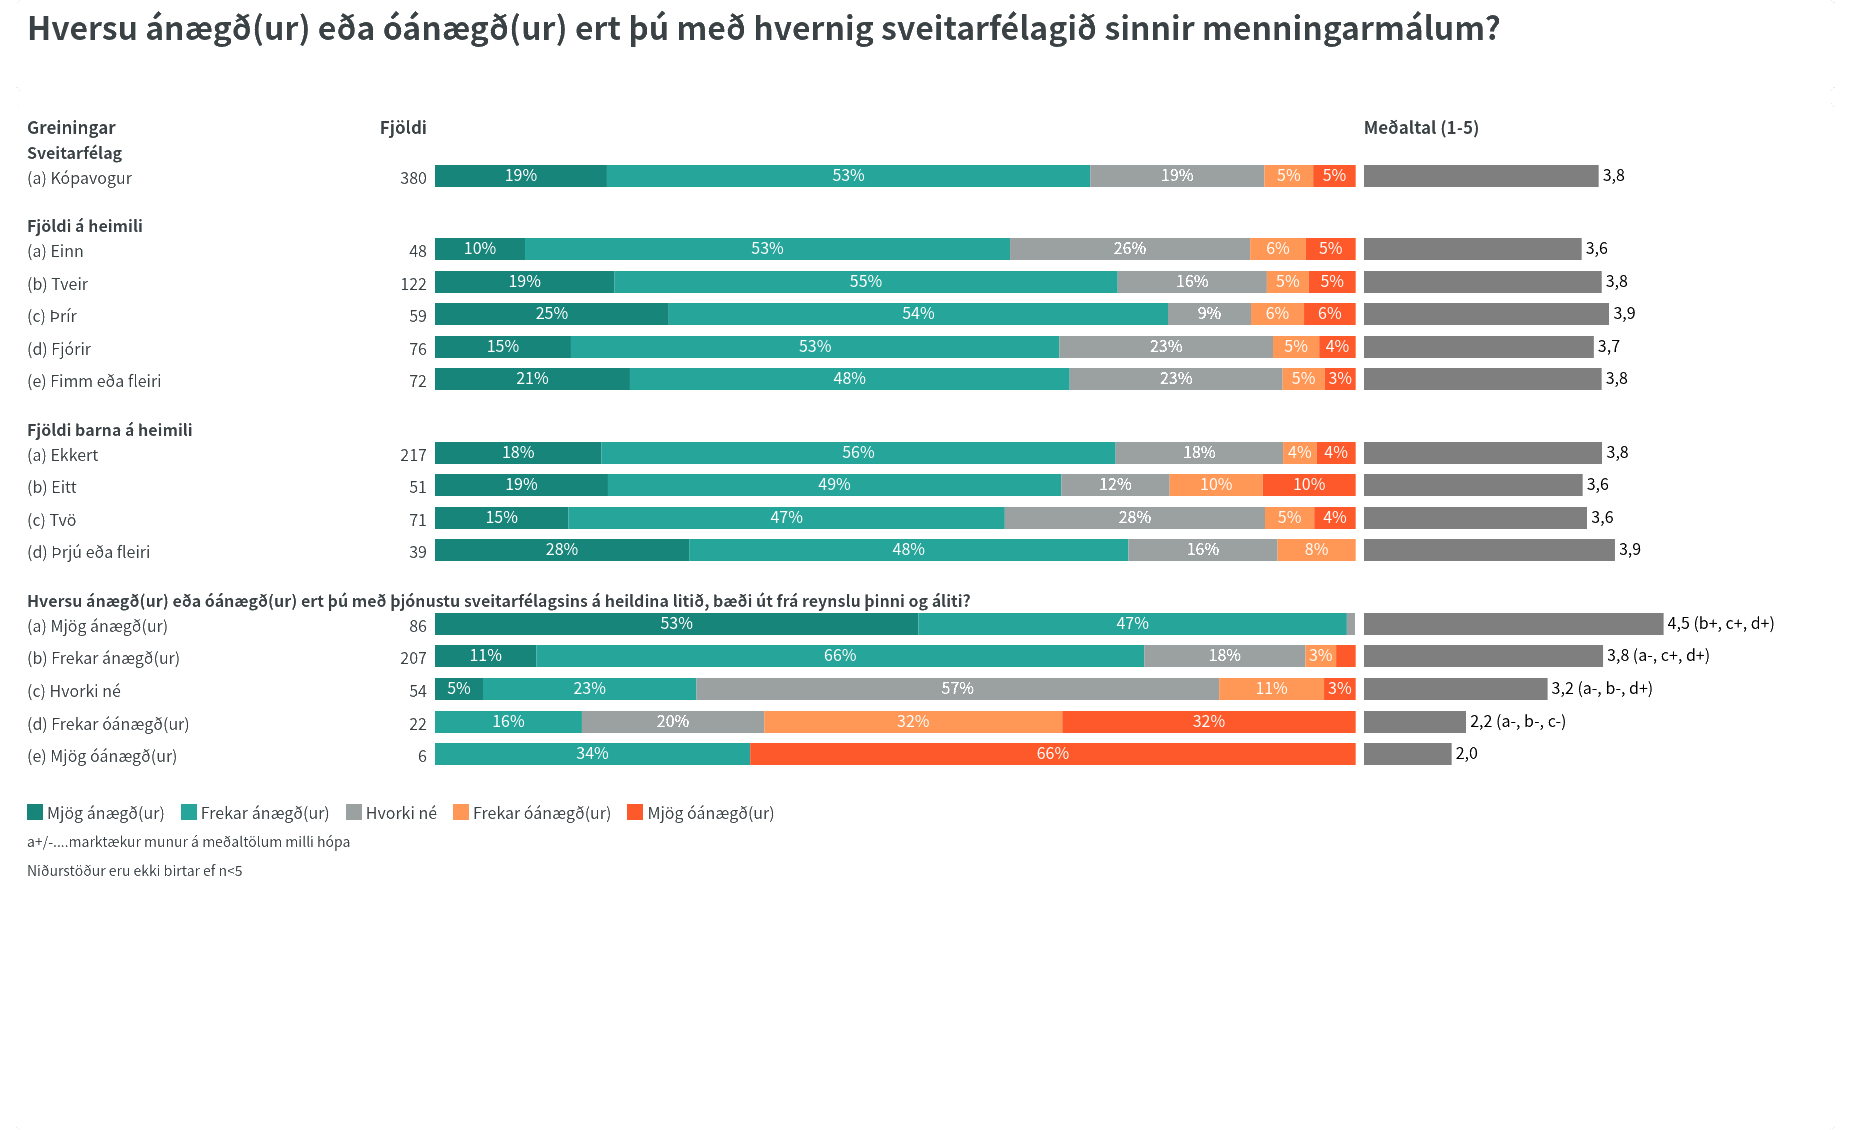 Hversu ánægð(ur) eða óánægð(ur) ert þú með hvernig sveitarfélagið sinnir menningarmálum?
Greiningar Fjöldi Meðaltal (1-5)
Sveitarfélag
(a) Kópavogur 380 19% 53% 19% 5% 5% 3,8
Fjöldi á heimili
(a) Einn 48 10% 53% 26% 6% 5% 3,6
(b) Tveir 122 19% 55% 16% 5% 5% 3,8
(c) Þrír 59 25% 54% 9% 6% 6% 3,9
(d) Fjórir 76 15% 53% 23% 5% 4% 3,7
(e) Fimm eða fleiri 72 21% 48% 23% 5% 3% 3,8
Fjöldi barna á heimili
(a) Ekkert 217 18% 56% 18% 4% 4% 3,8
(b) Eitt 51 19% 49% 12% 10% 10% 3,6
(c) Tvö 71 15% 47% 28% 5% 4% 3,6
(d) Þrjú eða fleiri 39 28% 48% 16% 8% 3,9
Hversu ánægð(ur) eða óánægð(ur) ert þú með þjónustu sveitarfélagsins á heildina litið, bæði út frá reynslu þinni og áliti?
(a) Mjög ánægð(ur) 86 53% 47% 4,5 (b+, c+, d+)
(b) Frekar ánægð(ur) 207 11% 66% 18% 3% 3,8 (a-, c+, d+)
(c) Hvorki né 54 5% 23% 57% 11% 3% 3,2 (a-, b-, d+)
(d) Frekar óánægð(ur) 22 16% 20% 32% 32% 2,2 (a-, b-, c-)
(e) Mjög óánægð(ur) 6 34% 66% 2,0
Mjög ánægð(ur) Frekar ánægð(ur) Hvorki né Frekar óánægð(ur) Mjög óánægð(ur)
a+/-....marktækur munur á meðaltölum milli hópa
Niðurstöður eru ekki birtar ef n<5